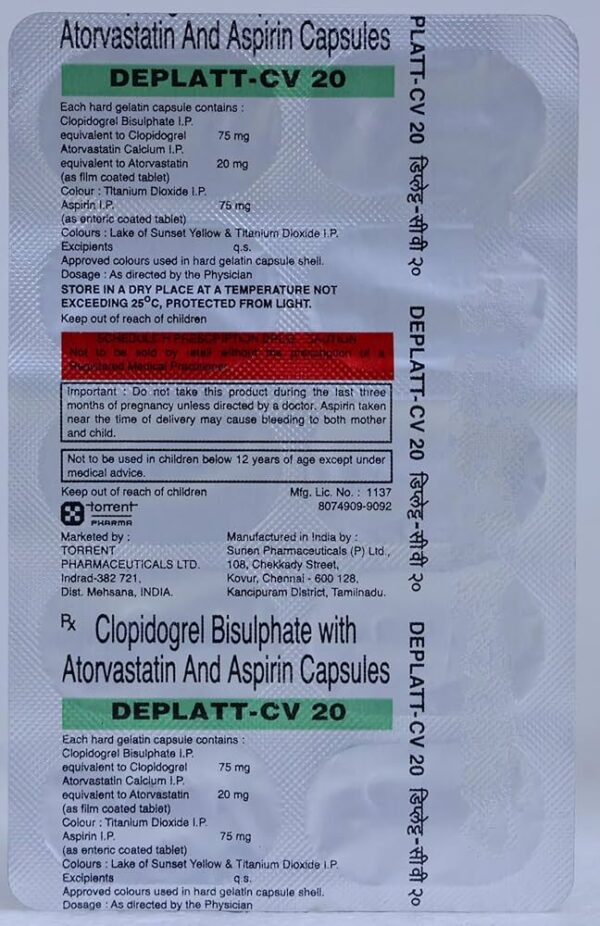 Atorvastatin And Aspirin Capsules
DEPLATT-CV 20
Each hard gelatin capsule contains :
Clopidogrel Bisulphate I.P.
equivalent to Clopidogrel 75 mg
Atorvastatin Calcium I.P.
equivalent to Atorvastatin 20 mg
(as film coated tablet)
Colour : Titanium Dioxide I.P.
Aspirin I.P. 75 mg
(as enteric coated tablet)
Colours : Lake of Sunset Yellow & Titanium Dioxide I.P.
Excipients q.s.
Approved colours used in hard gelatin capsule shell.
Dosage : As directed by the Physician
STORE IN A DRY PLACE AT A TEMPERATURE NOT
EXCEEDING 25°C, PROTECTED FROM LIGHT.
Keep out of reach of children
SCHEDULE H PRESCRIPTION DRUG - CAUTION
Not to be sold by retail without the prescription of a
Registered Medical Practitioner.
Important : Do not take this product during the last three
months of pregnancy unless directed by a doctor. Aspirin taken
near the time of delivery may cause bleeding to both mother
and child.
Not to be used in children below 12 years of age except under
medical advice.
Keep out of reach of children Mfg. Lic. No. : 1137
8074909-9092
torrent
PHARMA
Marketed by :
TORRENT
PHARMACEUTICALS LTD.
Indrad-382 721,
Dist. Mehsana, INDIA.
Manufactured in India by :
Surien Pharmaceuticals (P) Ltd.,
108, Chekkady Street,
Kovur, Chennai - 600 128,
Kancipuram District, Tamilnadu.
Rx Clopidogrel Bisulphate with
Atorvastatin And Aspirin Capsules
DEPLATT-CV 20
Each hard gelatin capsule contains :
Clopidogrel Bisulphate I.P.
equivalent to Clopidogrel 75 mg
Atorvastatin Calcium I.P.
equivalent to Atorvastatin 20 mg
(as film coated tablet)
Colour : Titanium Dioxide I.P.
Aspirin I.P. 75 mg
(as enteric coated tablet)
Colours : Lake of Sunset Yellow & Titanium Dioxide I.P.
Excipients q.s.
Approved colours used in hard gelatin capsule shell.
Dosage : As directed by the Physician
PLATT-CV 20 डिप्लेट्ट-सीवी २०
DEPLATT-CV 20 डिप्लेट्ट-सीवी २०
DEPLATT-CV 20 डिप्लेट्ट-सीवी २०